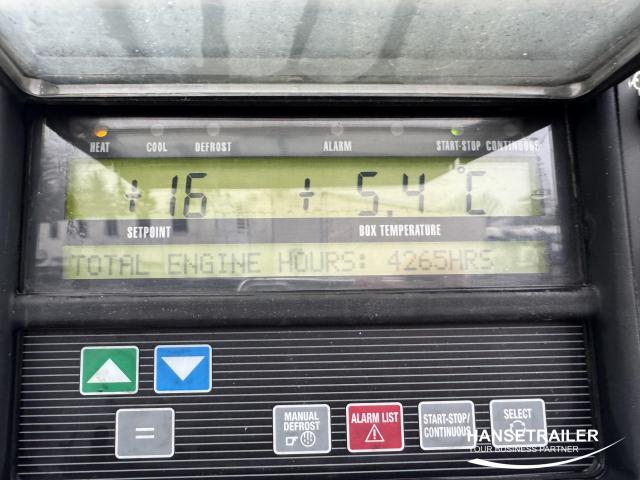 HEAT COOL DEFROST ALARM START-STOP CONTINUOUS
+16 + 5.4 °C
SETPOINT BOX TEMPERATURE
TOTAL ENGINE HOURS: 4265HRS
=
MANUAL DEFROST
ALARM LIST
START-STOP/ CONTINUOUS
SELECT
HANSETRAILER
YOUR BUSINESS PARTNER